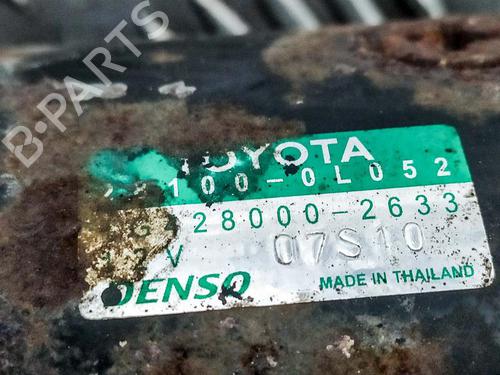 B-PARTS
TOYOTA
100-0L052
28000-2633
V 07S10
DENSO MADE IN THAILAND